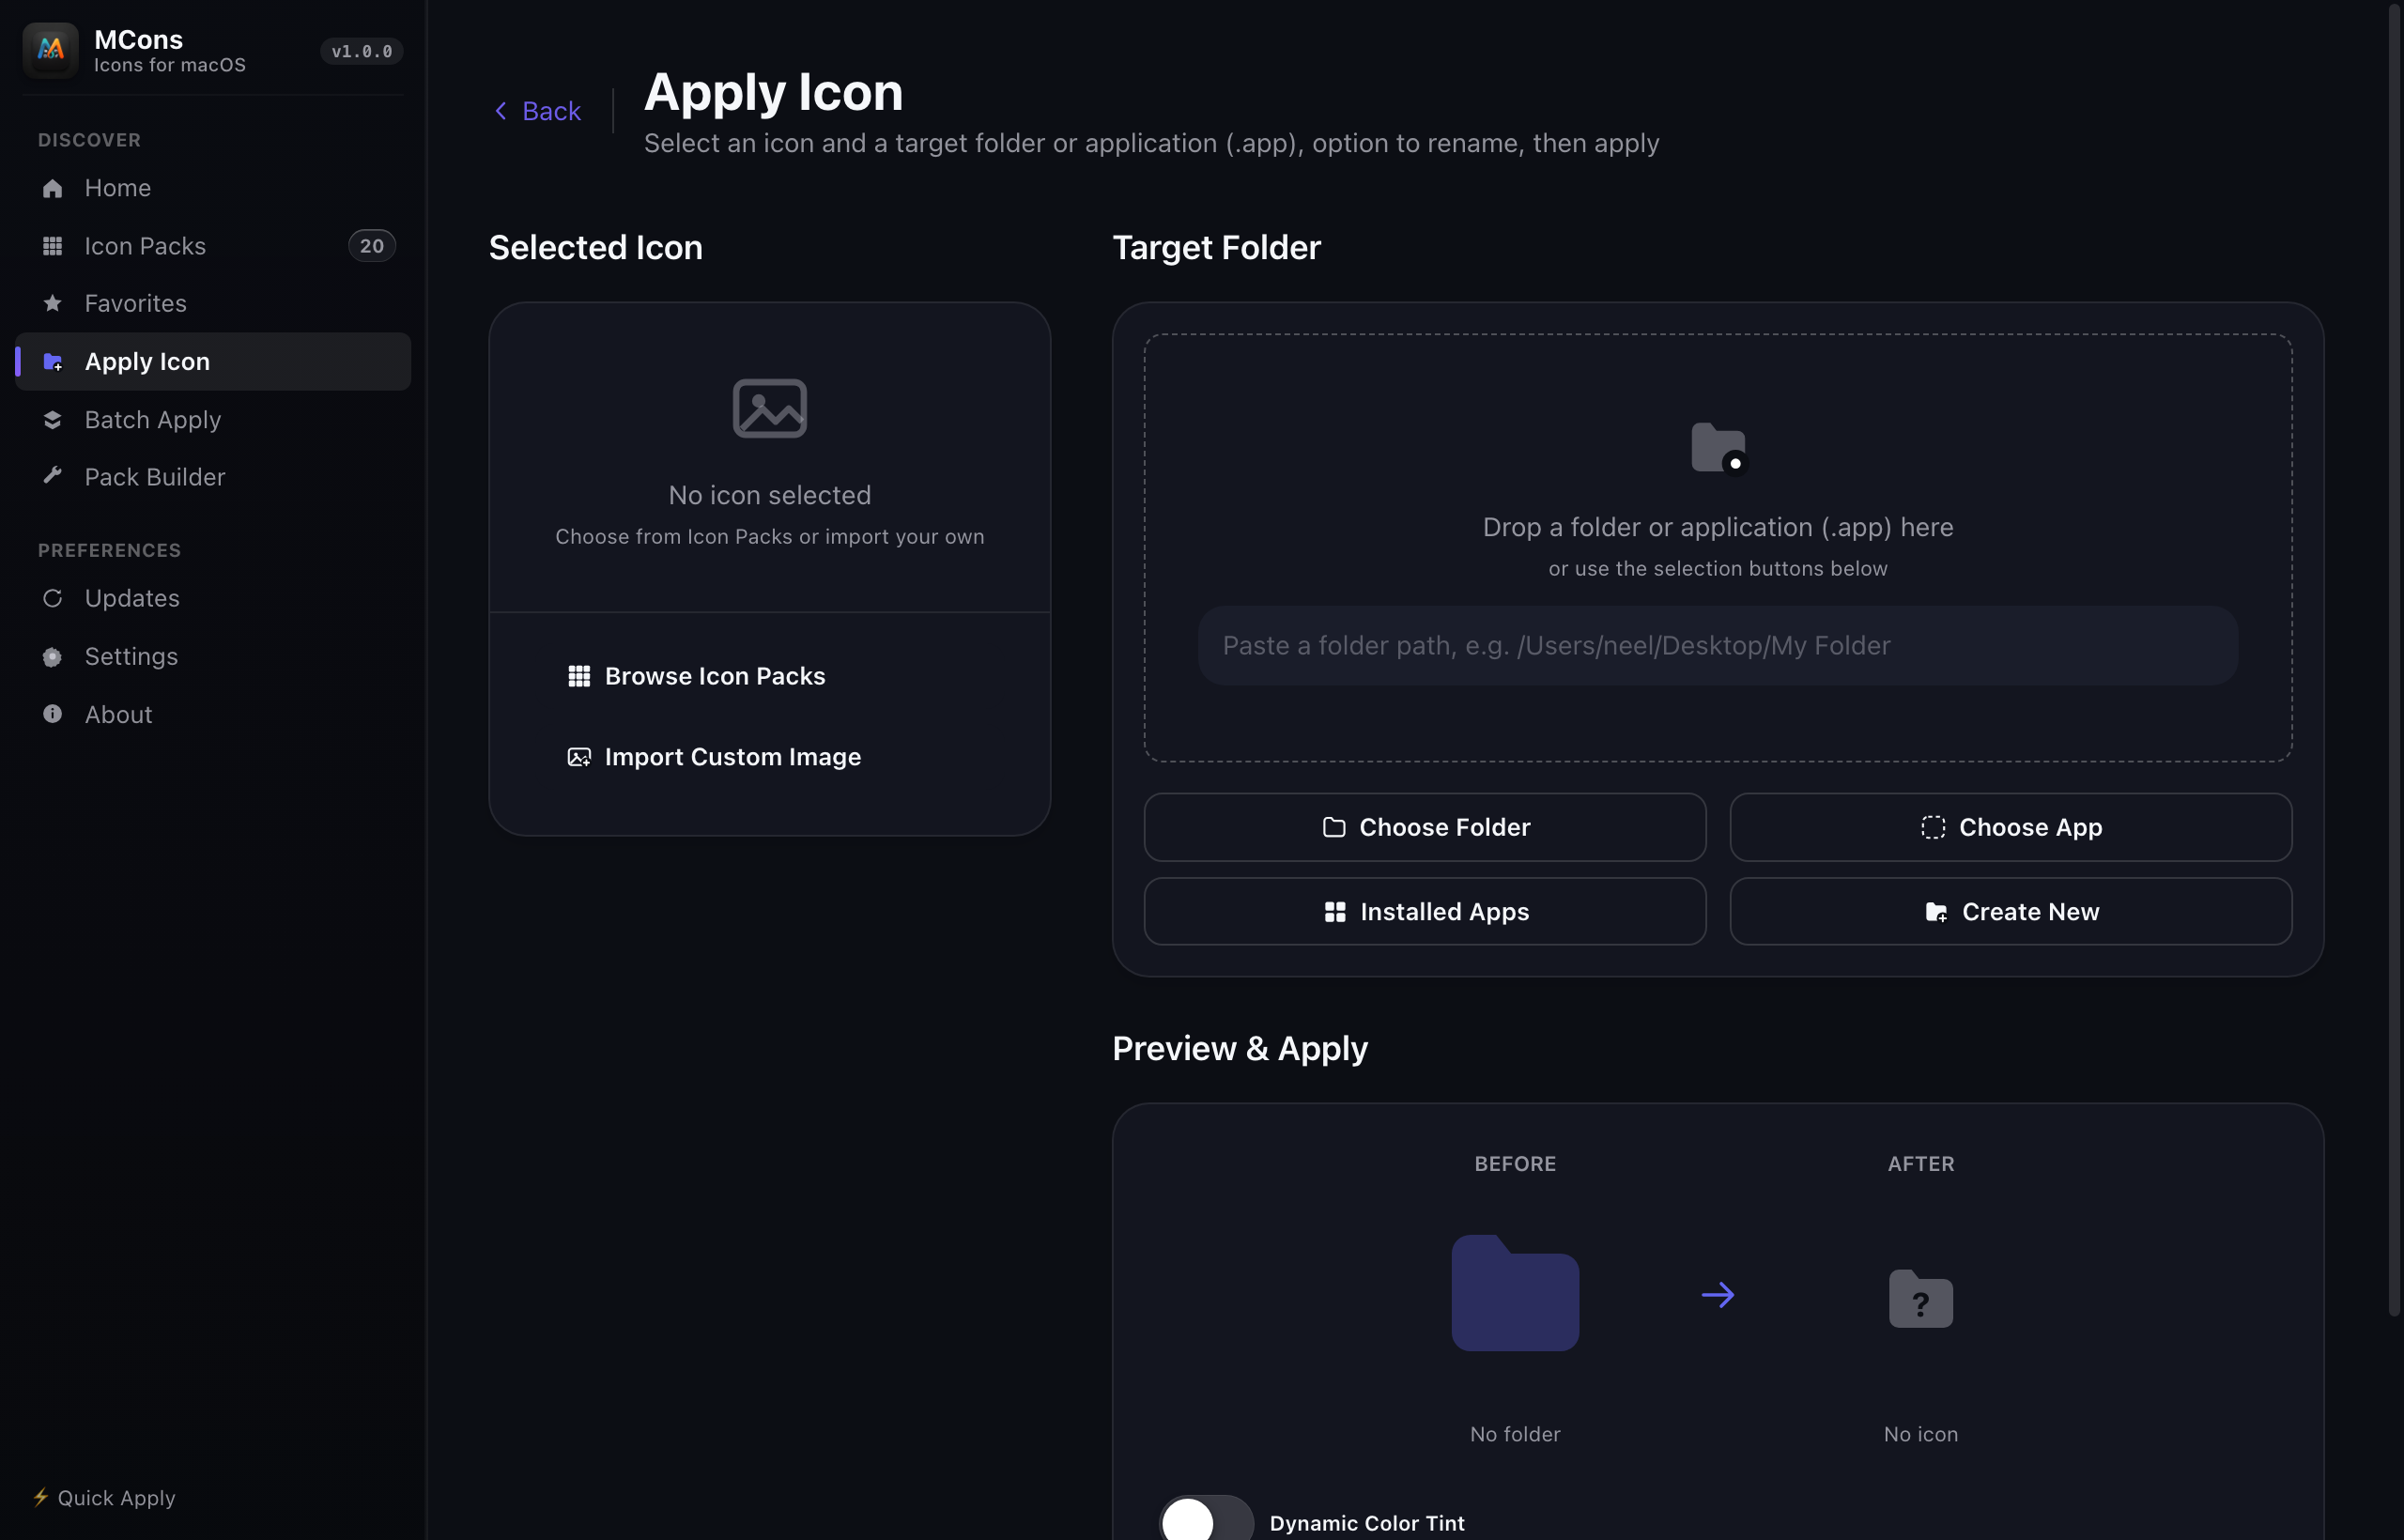 MCons
Icons for macOS
v1.0.0
DISCOVER
Home
Icon Packs
20
Favorites
Apply Icon
Batch Apply
Pack Builder
PREFERENCES
Updates
Settings
About
Quick Apply
Back
Apply Icon
Select an icon and a target folder or application (.app), option to rename, then apply
Selected Icon
No icon selected
Choose from Icon Packs or import your own
Browse Icon Packs
Import Custom Image
Target Folder
Drop a folder or application (.app) here
or use the selection buttons below
Paste a folder path, e.g. /Users/neel/Desktop/My Folder
Choose Folder
Choose App
Installed Apps
Create New
Preview & Apply
BEFORE
AFTER
?
No folder
No icon
Dynamic Color Tint